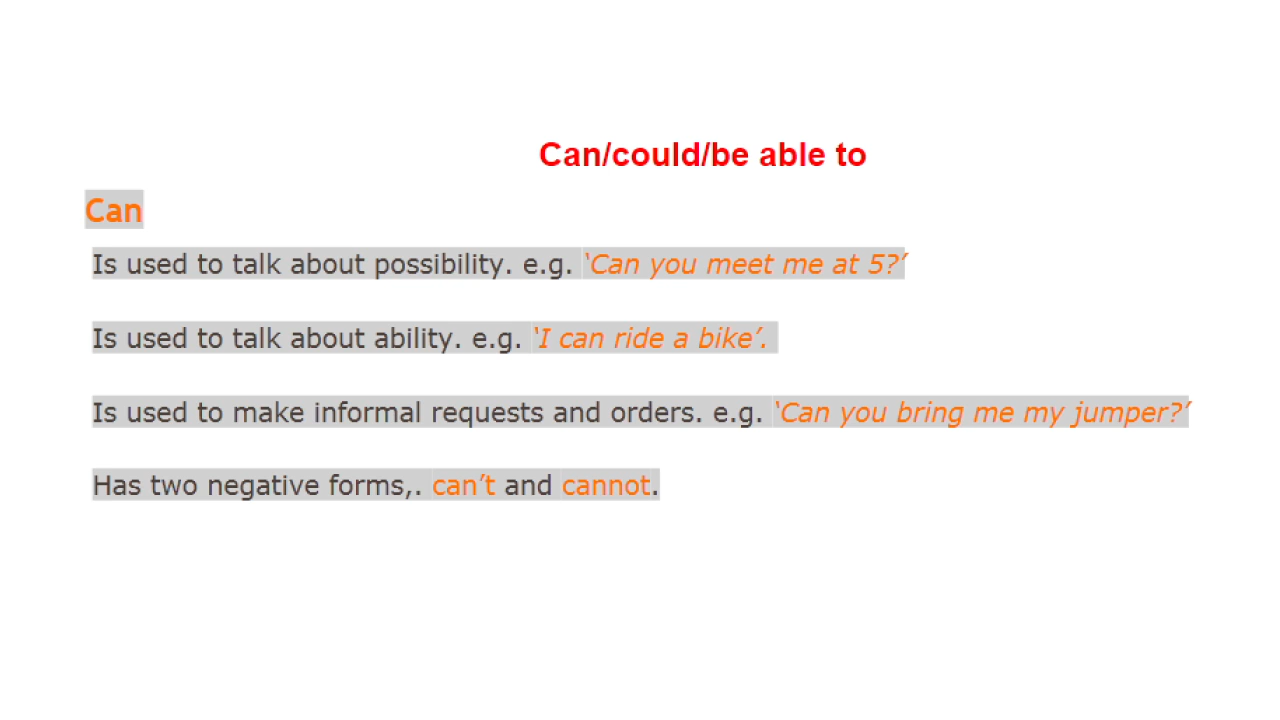 Can/could/be able to
Can
Is used to talk about possibility. e.g. ‘Can you meet me at 5?’
Is used to talk about ability. e.g. ‘I can ride a bike’.
Is used to make informal requests and orders. e.g. ‘Can you bring me my jumper?’
Has two negative forms,. can’t and cannot.